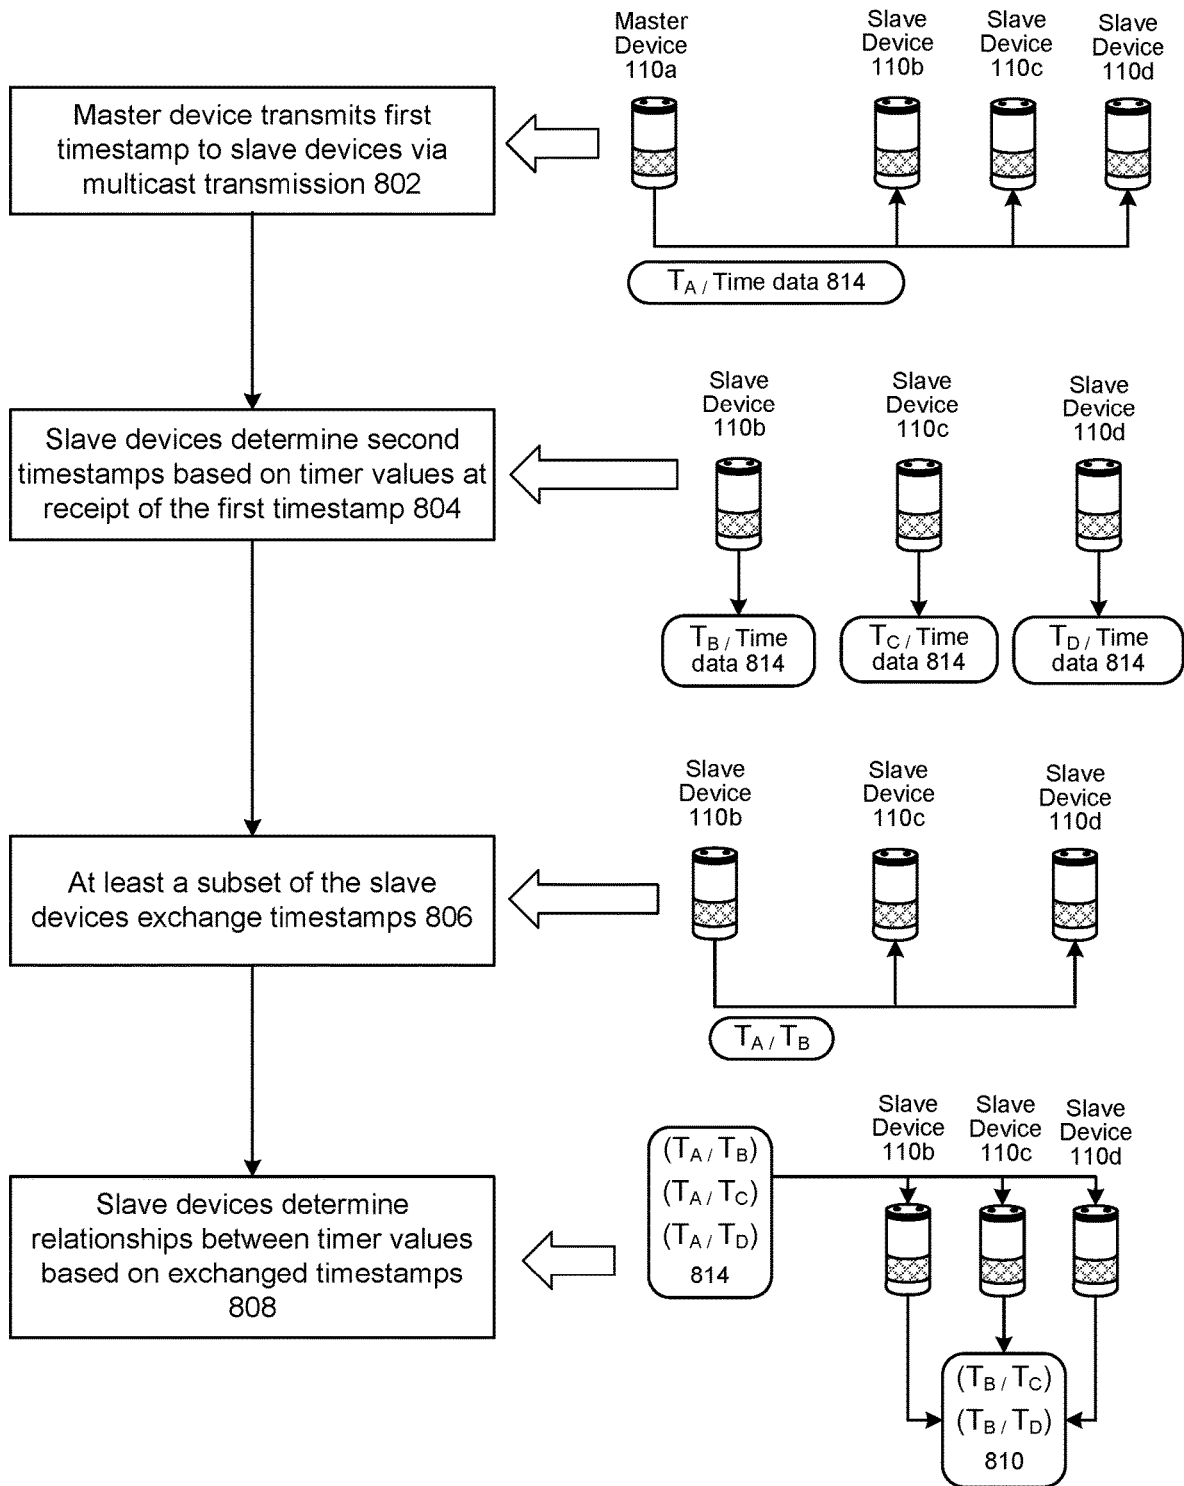 Master
Device
110a
Slave
Device
110b
Slave
Device
110c
Slave
Device
110d
Master device transmits first
timestamp to slave devices via
multicast transmission 802
TA / Time data 814
Slave
Device
110b
Slave
Device
110c
Slave
Device
110d
Slave devices determine second
timestamps based on timer values at
receipt of the first timestamp 804
TB / Time
data 814
TC / Time
data 814
TD / Time
data 814
Slave
Device
110b
Slave
Device
110c
Slave
Device
110d
At least a subset of the slave
devices exchange timestamps 806
TA / TB
Slave
Device
110b
Slave
Device
110c
Slave
Device
110d
Slave devices determine
relationships between timer values
based on exchanged timestamps
808
(TA / TB)
(TA / TC)
(TA / TD)
814
(TB / TC)
(TB / TD)
810